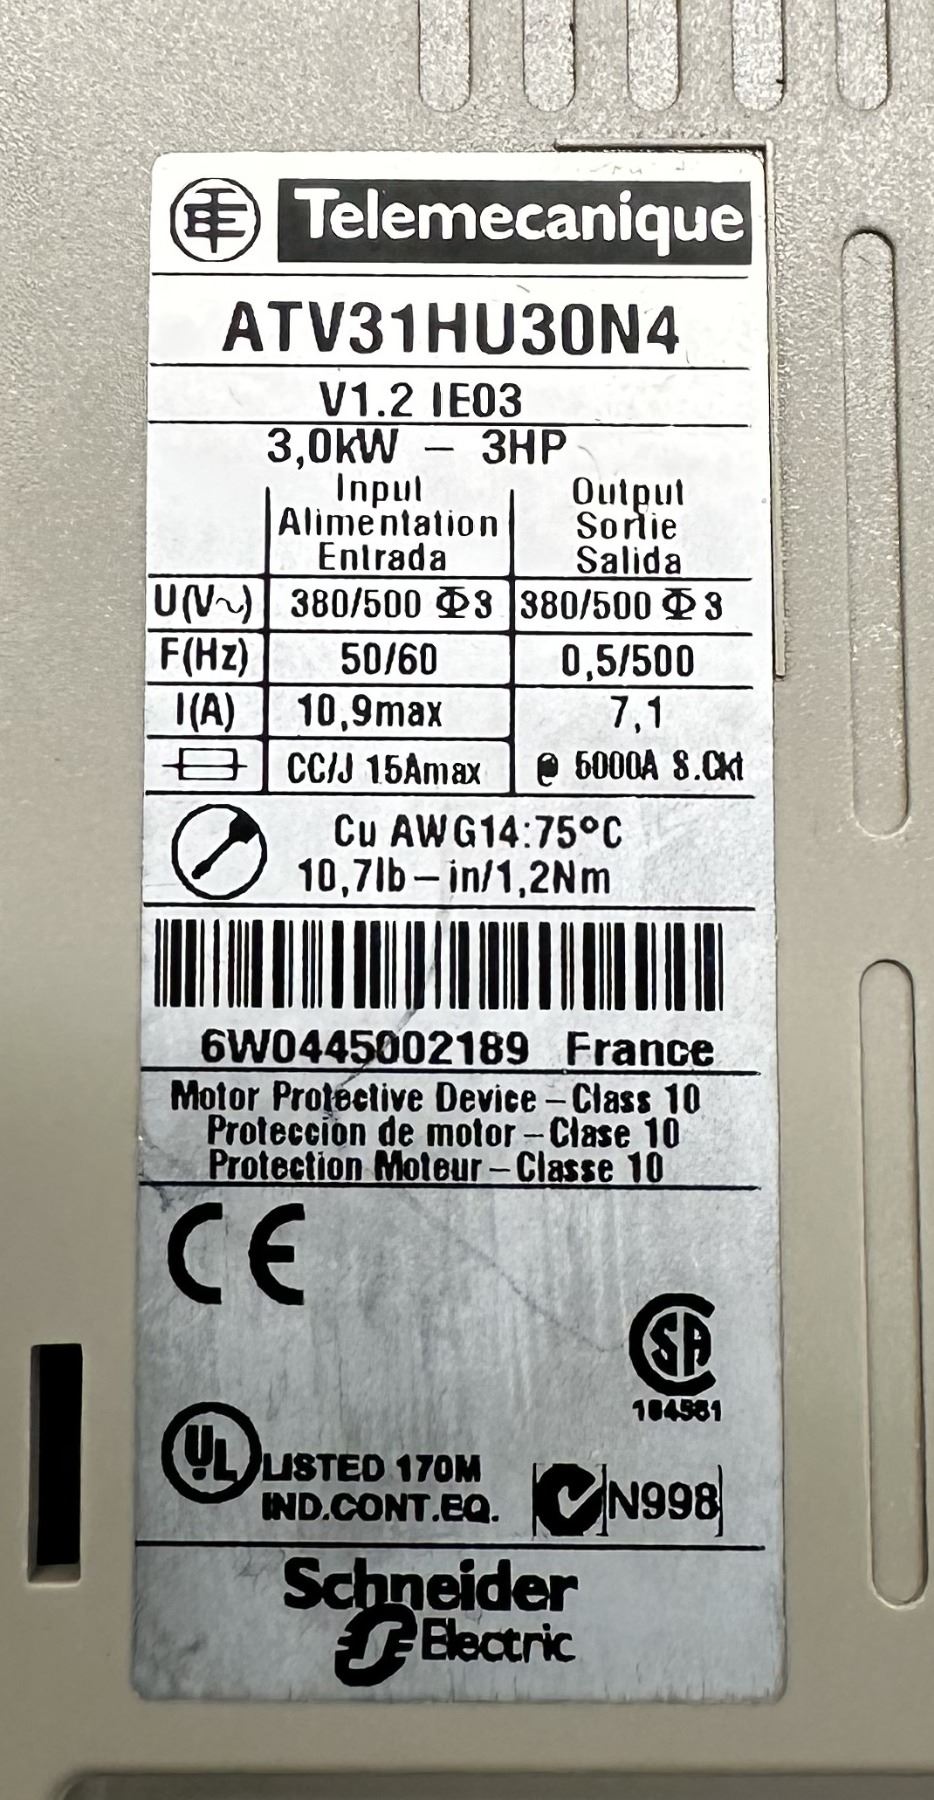 Telemecanique
ATV31HU30N4
V1.2 IE03
3,0kW – 3HP
Input Output
Alimentation Sortie
Entrada Salida
U(V~) 380/500 Φ3 380/500 Φ3
F(Hz) 50/60 0,5/500
I(A) 10,9max 7,1
CC/J 15Amax @ 5000A S.Ckt
Cu AWG14:75°C
10,7lb–in/1,2Nm
6W0445002189 France
Motor Protective Device – Class 10
Proteccion de motor – Clase 10
Protection Moteur – Classe 10
CE
SA
184561
UL LISTED 170M
IND.CONT.EQ.
N998
Schneider
Electric